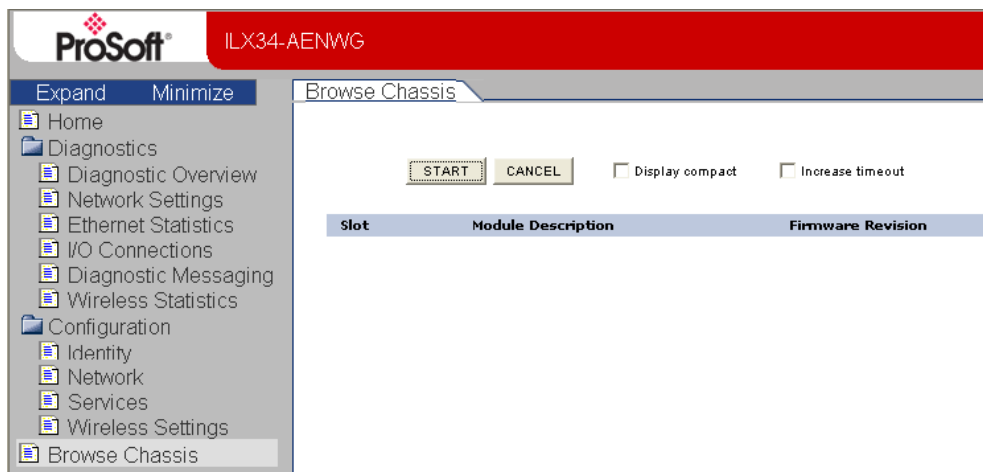 ProSoft®
ILX34-AENWG
Expand Minimize
Home
Diagnostics
Diagnostic Overview
Network Settings
Ethernet Statistics
I/O Connections
Diagnostic Messaging
Wireless Statistics
Configuration
Identity
Network
Services
Wireless Settings
Browse Chassis
Browse Chassis
START CANCEL Display compact Increase timeout
Slot Module Description Firmware Revision